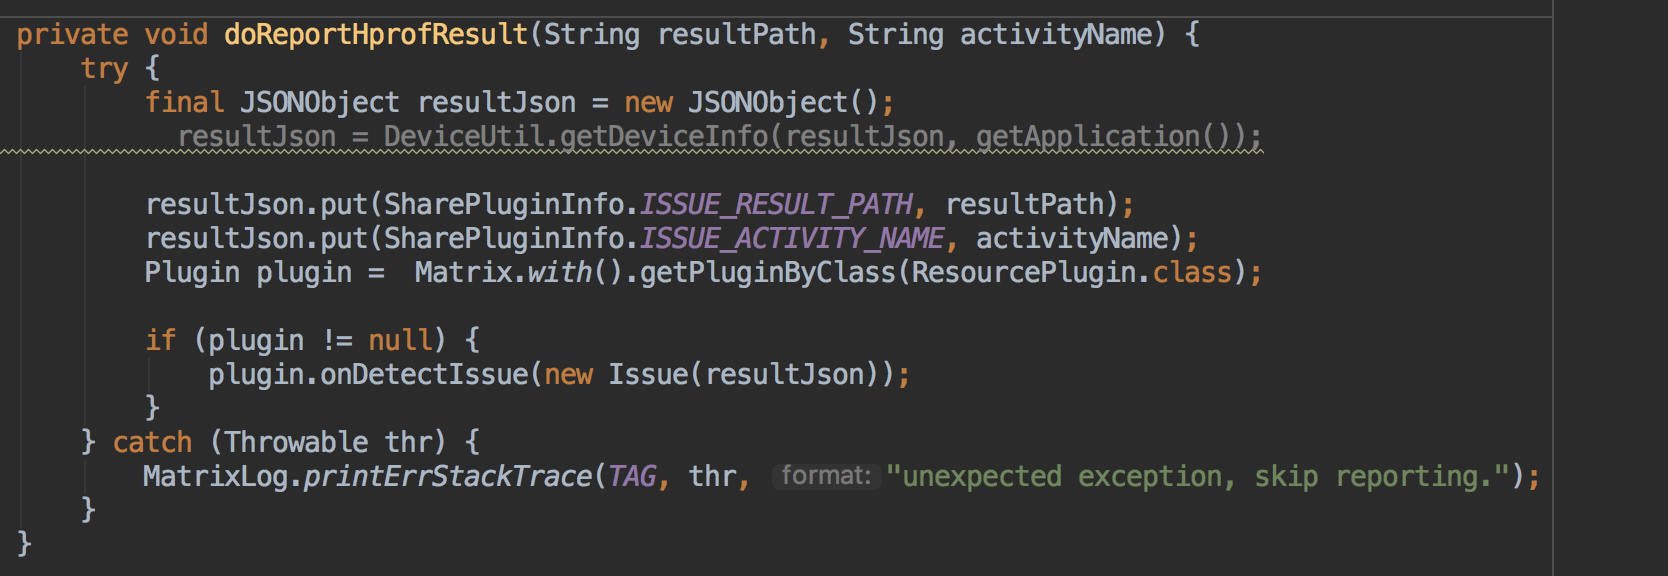 private void doReportHprofResult(String resultPath, String activityName) {
try {
final JSONObject resultJson = new JSONObject();
resultJson = DeviceUtil.getDeviceInfo(resultJson, getApplication());
resultJson.put(SharePluginInfo.ISSUE_RESULT_PATH, resultPath);
resultJson.put(SharePluginInfo.ISSUE_ACTIVITY_NAME, activityName);
Plugin plugin =  Matrix.with().getPluginByClass(ResourcePlugin.class);
if (plugin != null) {
plugin.onDetectIssue(new Issue(resultJson));
}
} catch (Throwable thr) {
MatrixLog.printErrStackTrace(TAG, thr, format: "unexpected exception, skip reporting.");
}
}